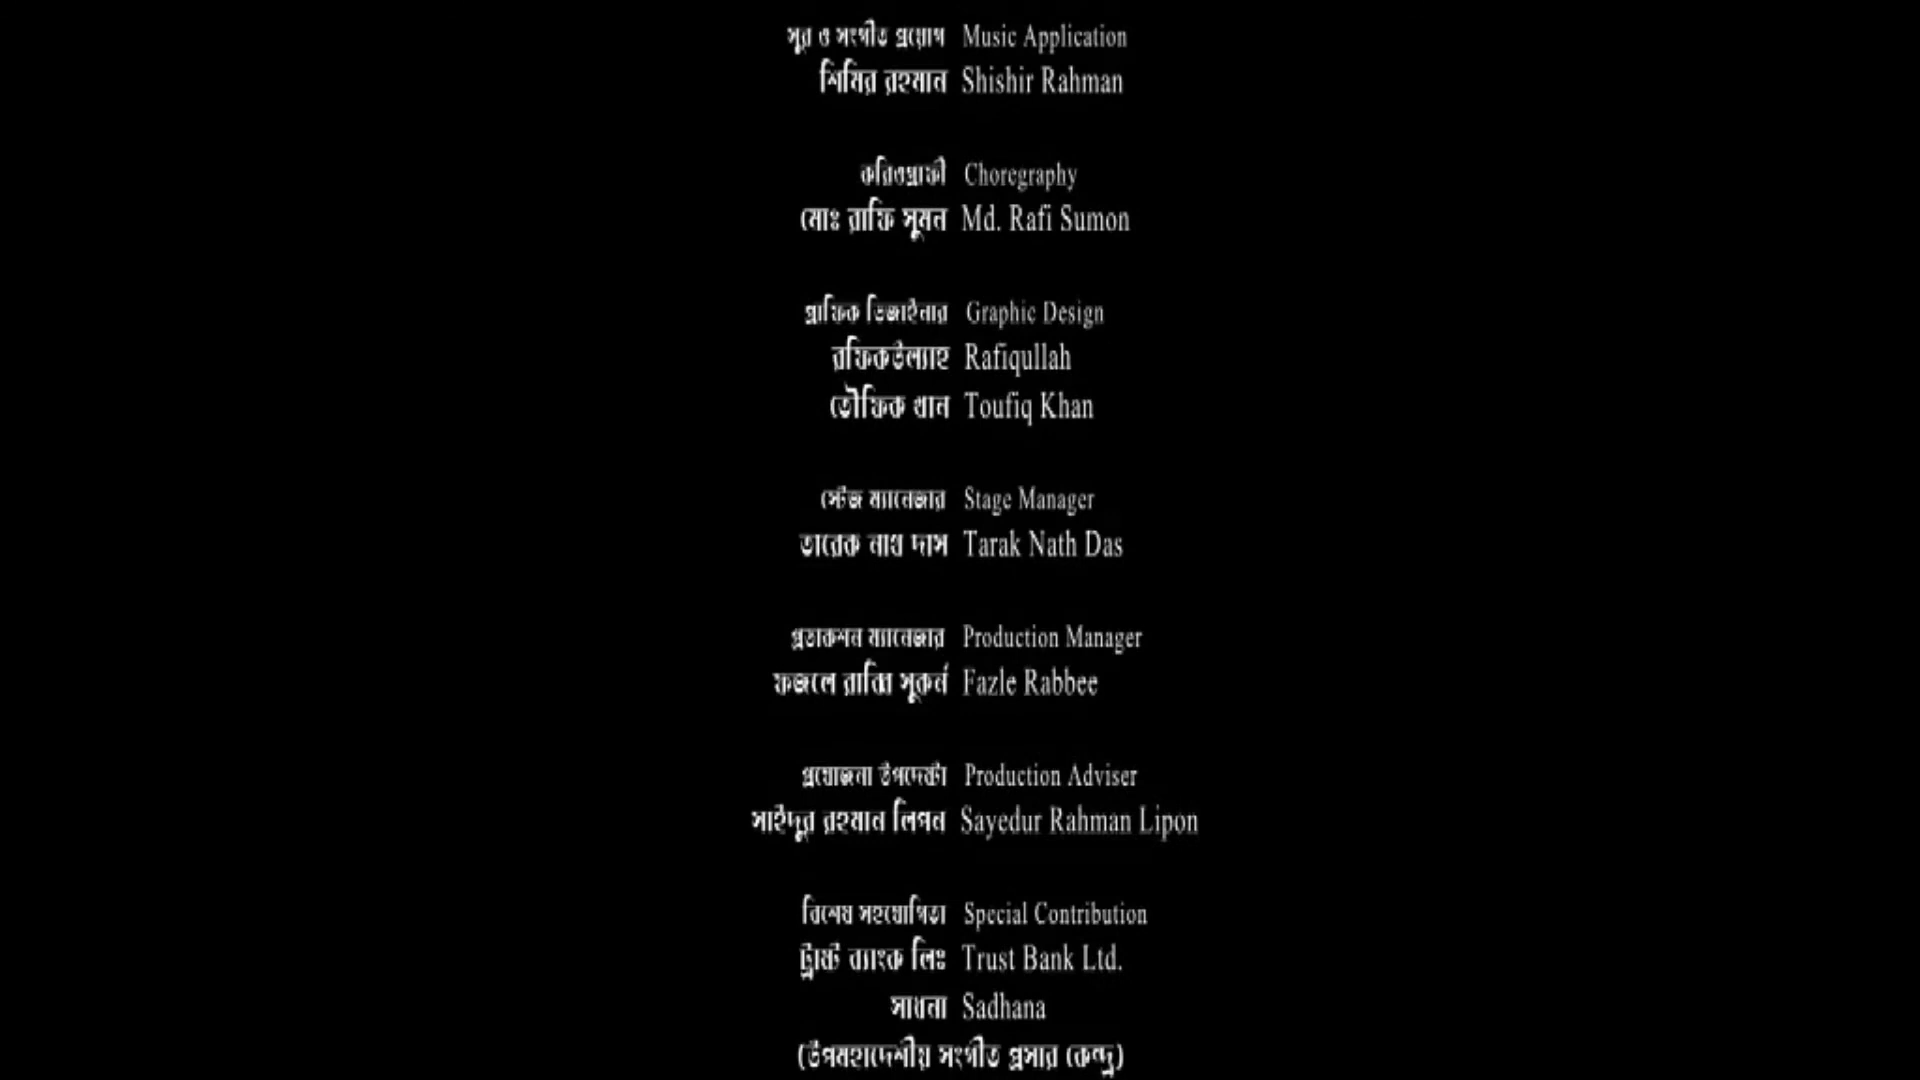 সুর ও সংগীত প্রয়োগ Music Application
শিশির রহমান Shishir Rahman
করিওগ্রাফী Choregraphy
মোঃ রাফি সুমন Md. Rafi Sumon
গ্রাফিক ডিজাইনার Graphic Design
রফিকউল্যাহ Rafiqullah
তৌফিক খান Toufiq Khan
স্টেজ ম্যানেজার Stage Manager
তারেক নাথ দাস Tarak Nath Das
প্রডাকশন ম্যানেজার Production Manager
ফজলে রাব্বি সুকর্ন Fazle Rabbee
প্রযোজনা উপদেষ্টা Production Adviser
সাইদুর রহমান লিপন Sayedur Rahman Lipon
বিশেষ সহযোগিতা Special Contribution
ট্রাষ্ট ব্যাংক লিঃ Trust Bank Ltd.
সাধনা Sadhana
(উপমহাদেশীয় সংগীত প্রসার কেন্দ্র)